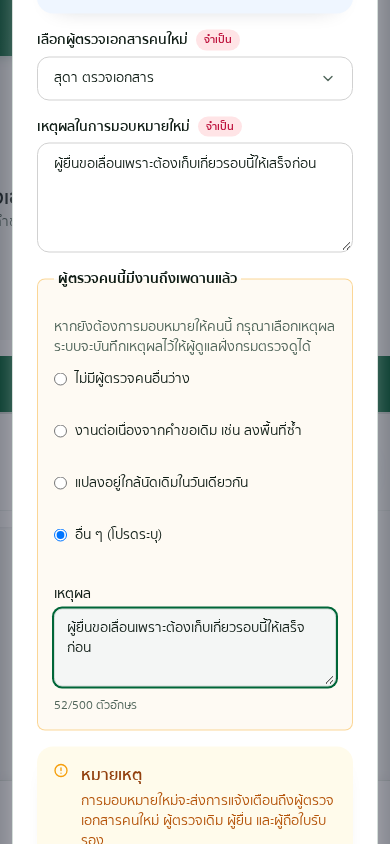 เลือกผู้ตรวจเอกสารคนใหม่ จำเป็น
สุดา ตรวจเอกสาร
เหตุผลในการมอบหมายใหม่ จำเป็น
ผู้ยื่นขอเลื่อนเพราะต้องเก็บเกี่ยวรอบนี้ให้เสร็จก่อน
ผู้ตรวจคนนี้มีงานถึงเพดานแล้ว
หากยังต้องการมอบหมายให้คนนี้ กรุณาเลือกเหตุผล
ระบบจะบันทึกเหตุผลไว้ให้ผู้ดูแลฝั่งกรมตรวจดูได้
ไม่มีผู้ตรวจคนอื่นว่าง
งานต่อเนื่องจากคำขอเดิม เช่น ลงพื้นที่ซ้ำ
แปลงอยู่ใกล้นัดเดิมในวันเดียวกัน
อื่น ๆ (โปรดระบุ)
เหตุผล
ผู้ยื่นขอเลื่อนเพราะต้องเก็บเกี่ยวรอบนี้ให้เสร็จ
ก่อน
52/500 ตัวอักษร
หมายเหตุ
การมอบหมายใหม่จะส่งการแจ้งเตือนถึงผู้ตรวจ
เอกสารคนใหม่ ผู้ตรวจเดิม ผู้ยื่น และผู้ถือใบรับ
รอง